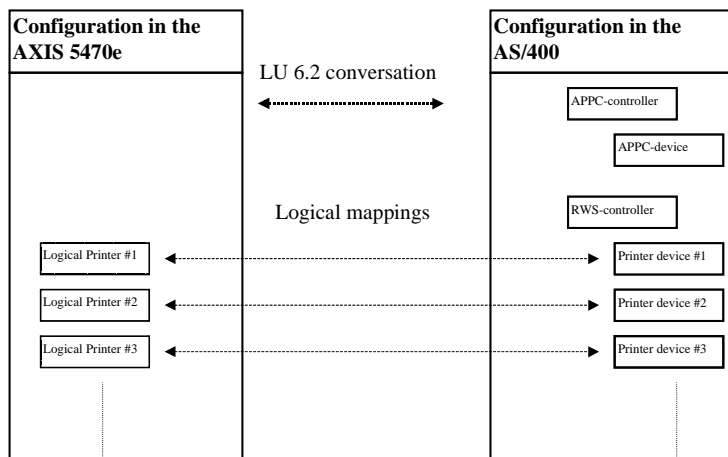 Configuration in the
AXIS 5470e
Configuration in the
AS/400
LU 6.2 conversation
APPC-controller
APPC-device
Logical mappings
RWS-controller
Logical Printer #1
Printer device #1
Logical Printer #2
Printer device #2
Logical Printer #3
Printer device #3